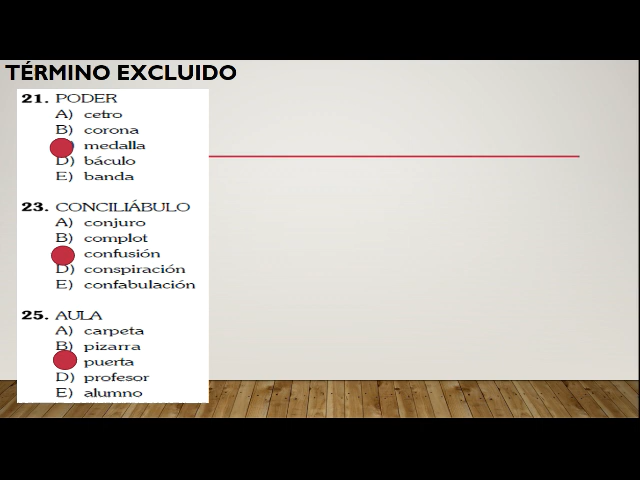 TÉRMINO EXCLUIDO
21. PODER
A) cetro
B) corona
medalla
D) báculo
E) banda
23. CONCILIÁBULO
A) conjuro
B) complot
confusión
D) conspiración
E) confabulación
25. AULA
A) carpeta
B) pizarra
puerta
D) profesor
E) alumno